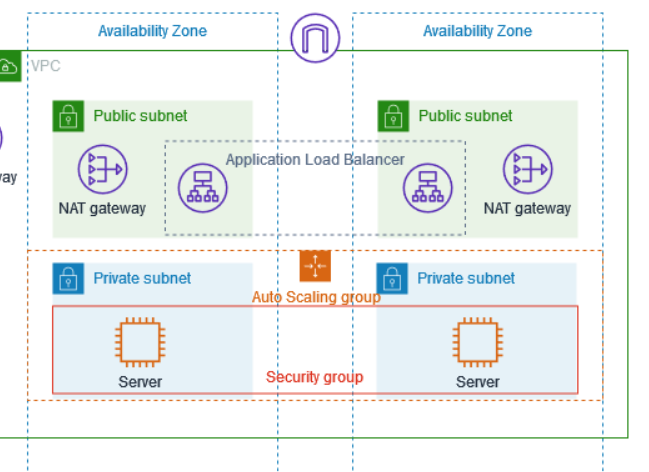 Availability Zone
Availability Zone
VPC
Public subnet
Public subnet
Application Load Balancer
NAT gateway
NAT gateway
way
Private subnet
Private subnet
Auto Scaling group
Security group
Server
Server